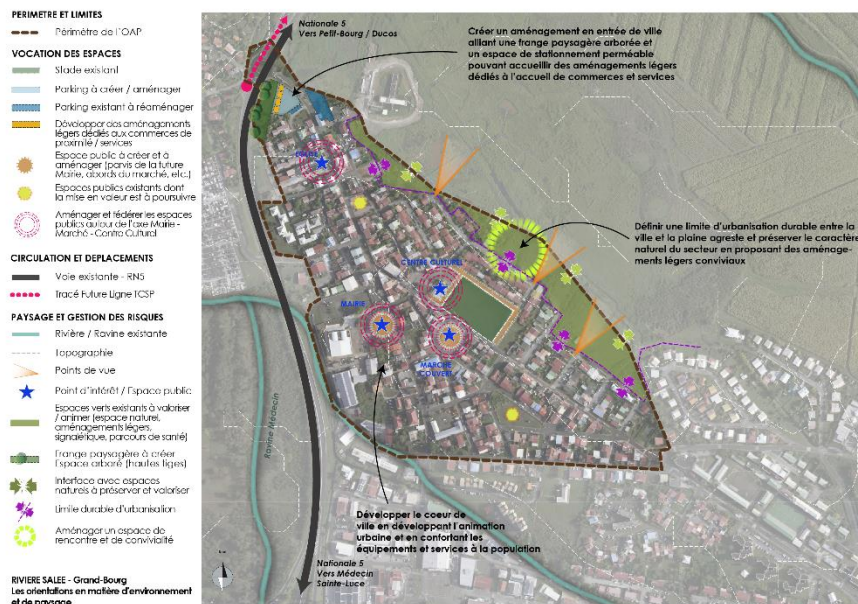 PERIMETRE ET LIMITES
Périmètre de l'OAP
VOCATION DES ESPACES
Stade existant
Parking à créer / aménager
Parking existant à réaménager
Développer des aménagements
légers dédiés aux commerces de
proximité / services
Espace public à créer et à
aménager (parvis de la future
Mairie, abords du marché, etc.)
Espaces publics existants dont
la mise en valeur est à poursuivre
Aménager et fédérer les espaces
publics autour de l'axe Mairie -
Marché - Centre Culturel
CIRCULATION ET DEPLACEMENTS
Voie existante - RN5
Tracé Future Ligne TCSP
PAYSAGE ET GESTION DES RISQUES
Rivière / Ravine existante
Topographie
Points de vue
Point d'intérêt / Espace public
Espaces verts existants à valoriser
/ animer (espace naturel,
aménagements légers,
signalétique, parcours de santé)
Frange paysagère à créer
Espace arboré (hautes tiges)
Interface avec espaces
naturels à préserver et valoriser
Limite durable d'urbanisation
Aménager un espace de
rencontre et de convivialité
RIVIERE SALEE - Grand-Bourg
Les orientations en matière d'environnement
et de paysage
Nationale 5
Vers Petit-Bourg / Ducos
Créer un aménagement en entrée de ville
alliant une frange paysagère arborée et
un espace de stationnement perméable
pouvant accueillir des aménagements légers
dédiés à l'accueil de commerces et services
Définir une limite d'urbanisation durable entre la
ville et la plaine agreste et préserver le caractère
naturel du secteur en proposant des aménage-
ments légers conviviaux
CENTRE CULTUREL
MAIRIE
MARCHE
COUVERT
Ravine Médecin
Développer le coeur de
ville en développant l'animation
urbaine et en confortant les
équipements et services à la population
Nationale 5
Vers Médecin
Sainte-Luce